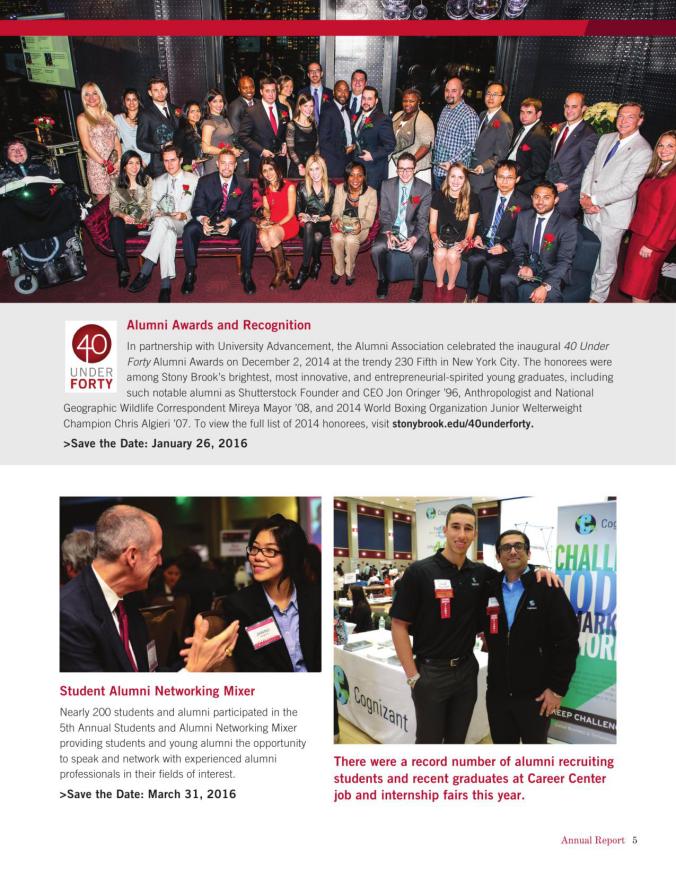 40
UNDER
FORTY
Alumni Awards and Recognition
In partnership with University Advancement, the Alumni Association celebrated the inaugural 40 Under
Forty Alumni Awards on December 2, 2014 at the trendy 230 Fifth in New York City. The honorees were
among Stony Brook's brightest, most innovative, and entrepreneurial-spirited young graduates, including
such notable alumni as Shutterstock Founder and CEO Jon Oringer '96, Anthropologist and National
Geographic Wildlife Correspondent Mireya Mayor '08, and 2014 World Boxing Organization Junior Welterweight
Champion Chris Algieri '07. To view the full list of 2014 honorees, visit stonybrook.edu/40underforty.
>Save the Date: January 26, 2016
Student Alumni Networking Mixer
Nearly 200 students and alumni participated in the
5th Annual Students and Alumni Networking Mixer
providing students and young alumni the opportunity
to speak and network with experienced alumni
professionals in their fields of interest.
>Save the Date: March 31, 2016
Cogni
Cog
CHALL
TOD
MARK
MOR
KEEP CHALLEN
Cognizant
There were a record number of alumni recruiting
students and recent graduates at Career Center
job and internship fairs this year.
Annual Report 5